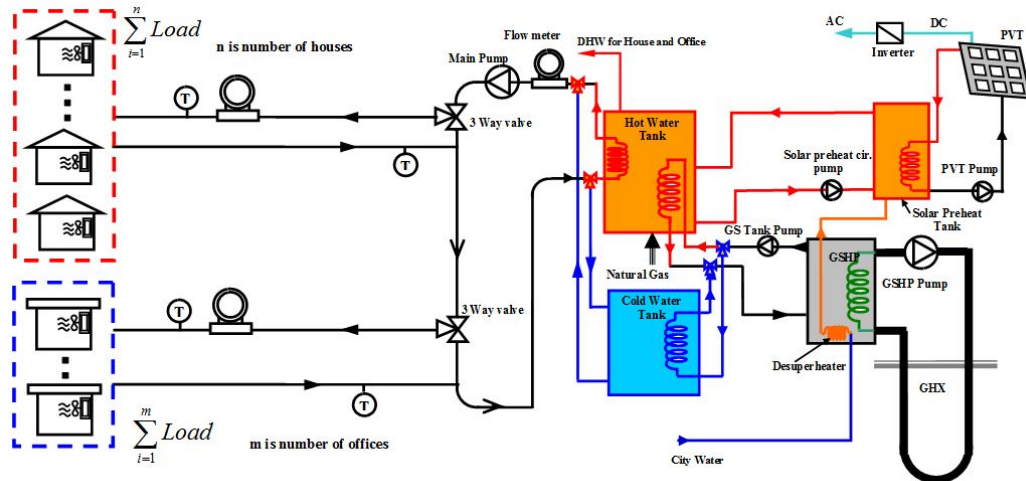 n
∑ Load
i=1
n is number of houses
T
T
3 Way valve
Main Pump
Flow meter
DHW for House and Office
Hot Water
Tank
Natural Gas
AC
DC
Inverter
PVT
Solar preheat cir.
pump
PVT Pump
Solar Preheat
Tank
GS Tank Pump
GSHP
GSHP Pump
Cold Water
Tank
Desuperheater
GHX
City Water
3 Way valve
T
T
m
∑ Load
i=1
m is number of offices